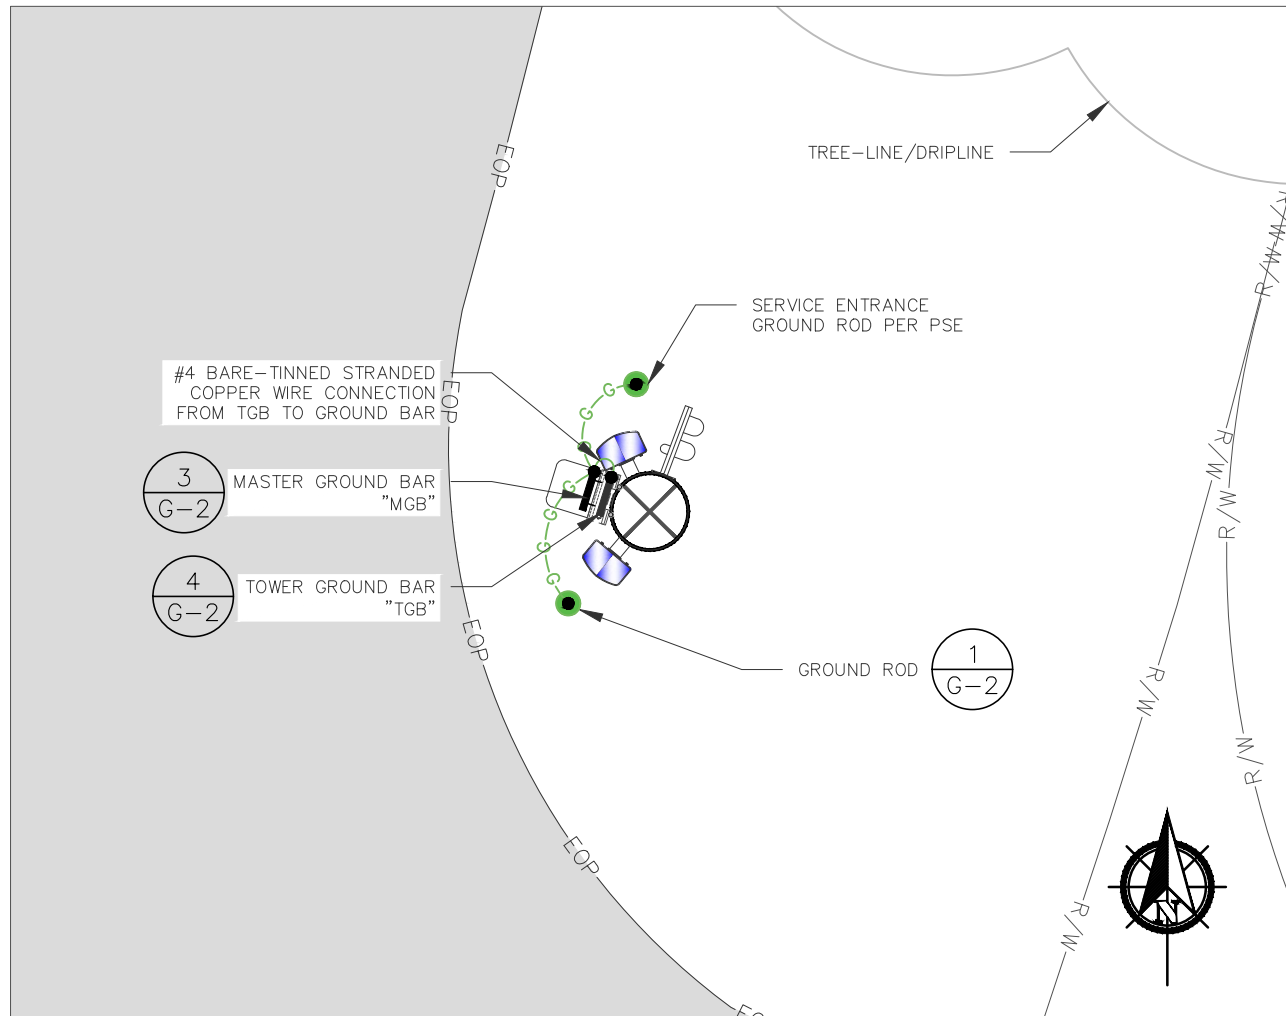 EOP
TREE-LINE/DRIPLINE
R/W
R/W
R/W
SERVICE ENTRANCE
GROUND ROD PER PSE
#4 BARE-TINNED STRANDED
COPPER WIRE CONNECTION
FROM TGB TO GROUND BAR
EOP
G
G
G
3
G-2
MASTER GROUND BAR
"MGB"
G
G
G
G
4
G-2
TOWER GROUND BAR
"TGB"
R/W
R/W
EOP
GROUND ROD
1
G-2
R/W
R/W
EOP
R/W
N